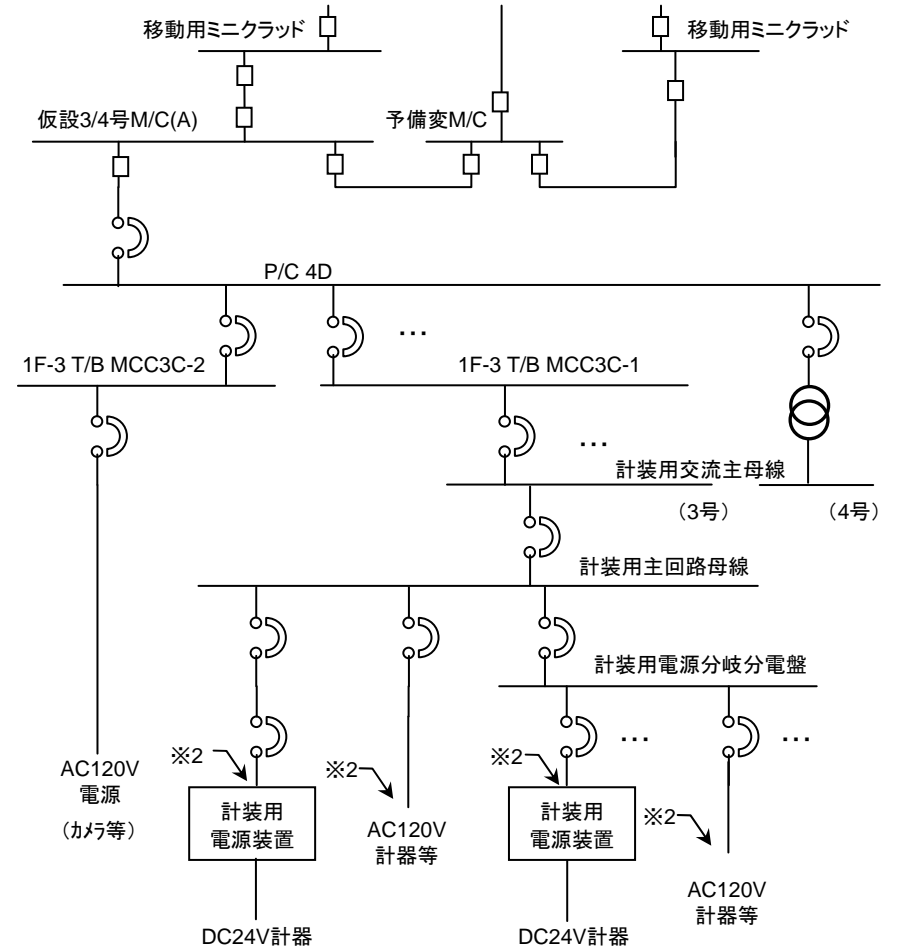 移動用ミニクラッド
移動用ミニクラッド
仮設3/4号M/C(A)
予備変M/C
P/C 4D
…
1F-3 T/B MCC3C-2
1F-3 T/B MCC3C-1
…
計装用交流主母線
（3号）
（4号）
計装用主回路母線
計装用電源分岐分電盤
…
…
※2
※2
※2
※2
AC120V
電源
（カメラ等）
計装用
電源装置
AC120V
計器等
計装用
電源装置
AC120V
計器等
DC24V計器
DC24V計器